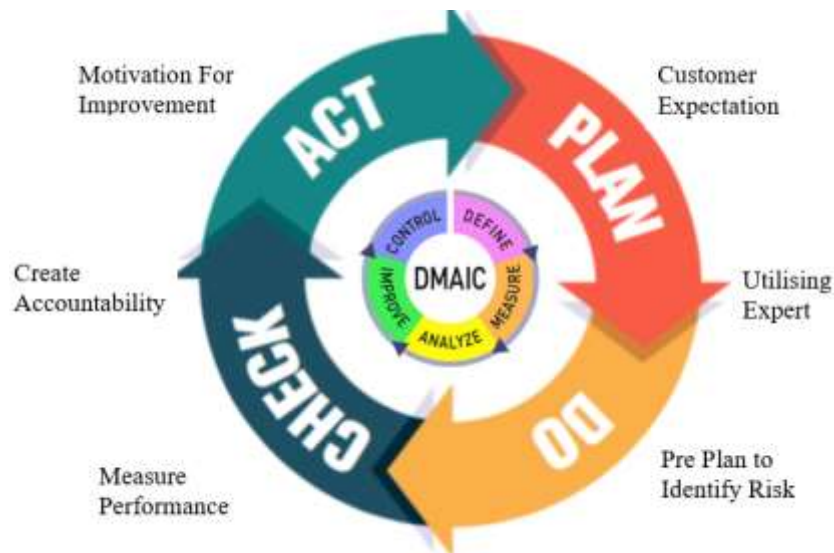 Motivation For
Improvement
ACT
Customer
Expectation
PLAN
CONTROL
DEFINE
DMAIC
IMPROVE
MEASURE
ANALYZE
Create
Accountability
Utilising
Expert
CHECK
DO
Measure
Performance
Pre Plan to
Identify Risk